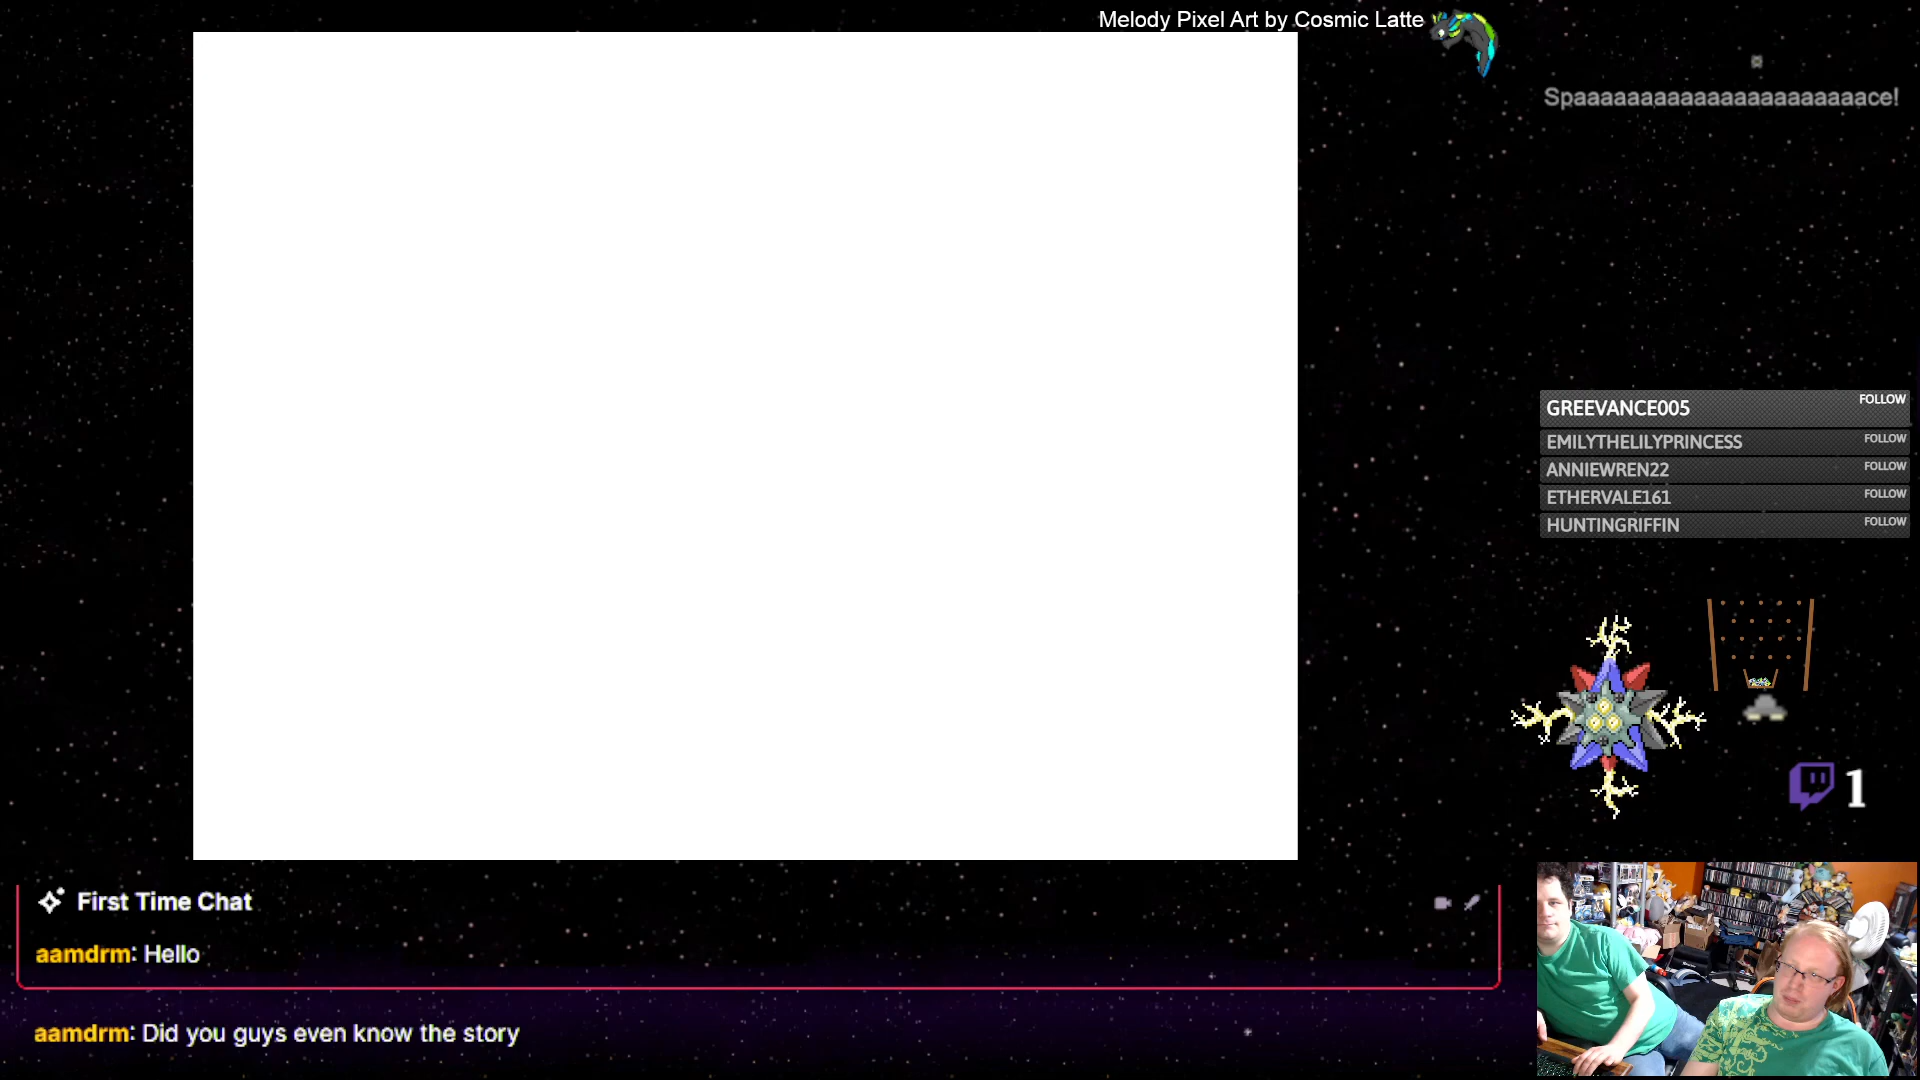 Melody Pixel Art by Cosmic Latte
Spaaaaaaaaaaaaaaaaaaaaaaace!
GREEVANCE005 FOLLOW
EMILYTHELILYPRINCESS FOLLOW
ANNIEWREN22 FOLLOW
ETHERVALE161 FOLLOW
HUNTINGRIFFIN FOLLOW
1
First Time Chat
aamdrm: Hello
aamdrm: Did you guys even know the story